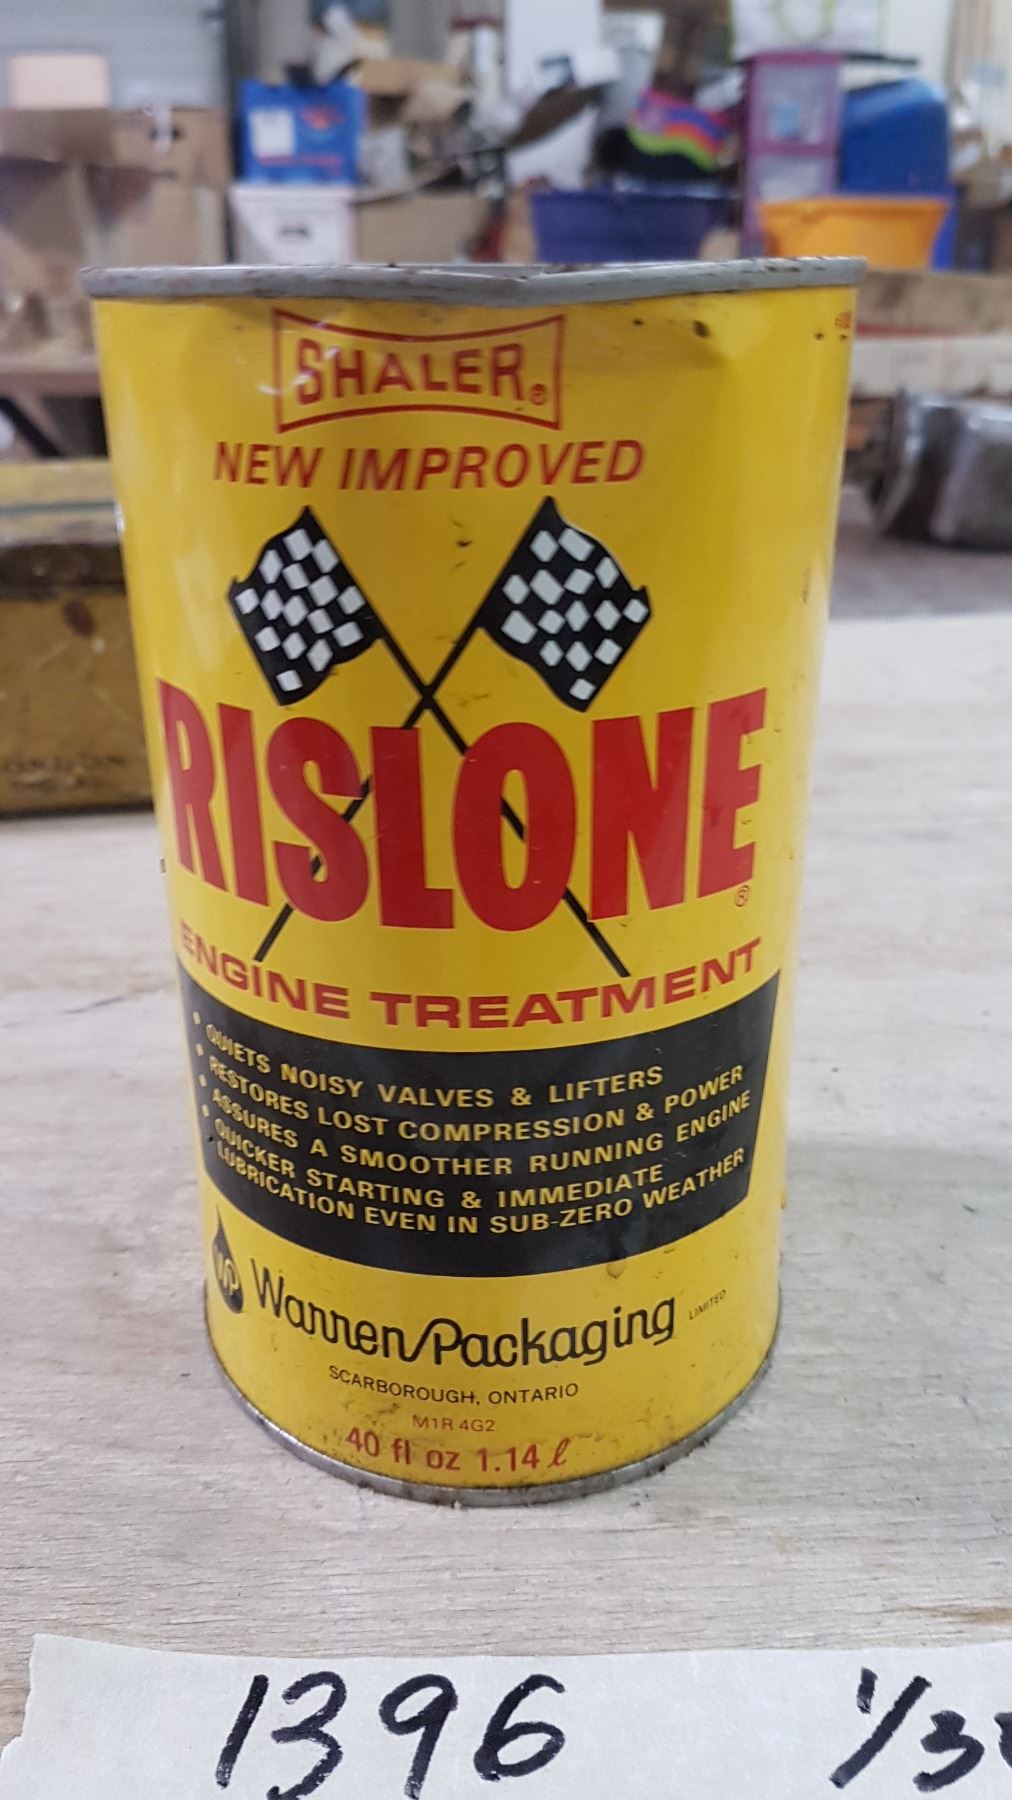 SHALER®
NEW IMPROVED
RISLONE®
ENGINE TREATMENT
• QUIETS NOISY VALVES & LIFTERS
• RESTORES LOST COMPRESSION & POWER
• ASSURES A SMOOTHER RUNNING ENGINE
• QUICKER STARTING & IMMEDIATE
LUBRICATION EVEN IN SUB-ZERO WEATHER
WP Warren/Packaging LIMITED
SCARBOROUGH, ONTARIO
M1R 4G2
40 fl oz 1.14 ℓ
1396